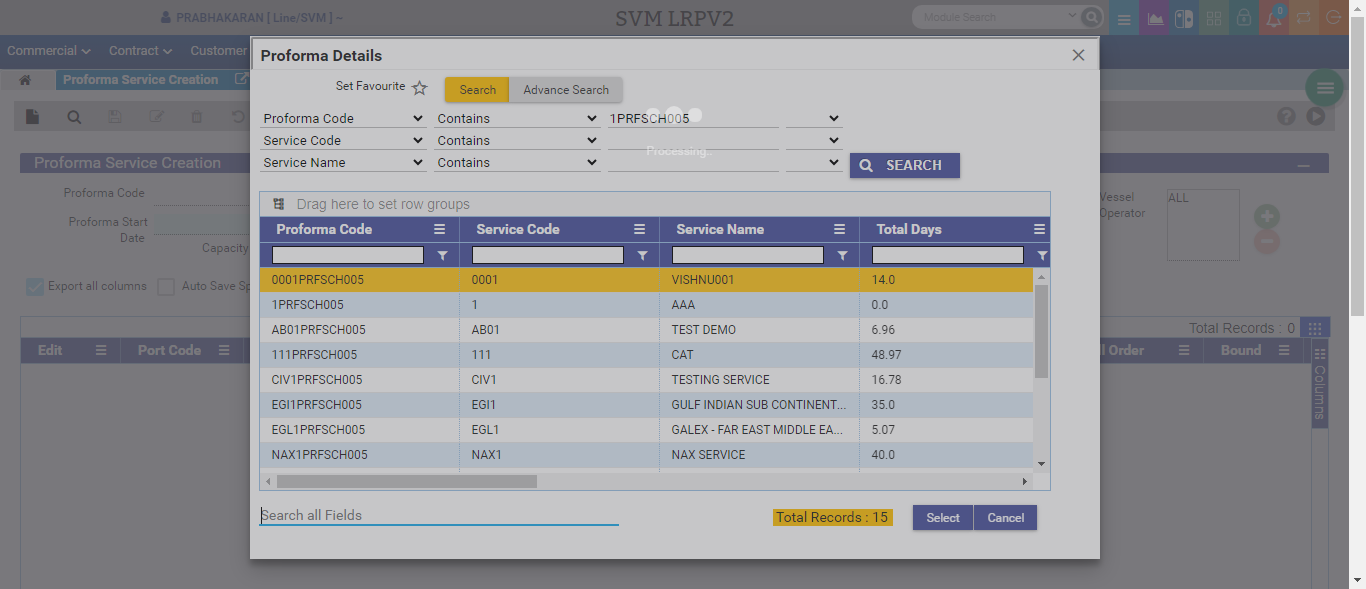 PRABHAKARAN [ Line/SVM ] ~
SVM LRPV2
Module Search
0
Commercial
Contract
Customer
Proforma Service Creation
Proforma Details
Set Favourite
Search
Advance Search
Proforma Code
Contains
1PRFSCH005
Service Code
Contains
Processing..
Service Name
Contains
SEARCH
Proforma Service Creation
Proforma Code
Proforma Start
Date
Capacity
Vessel
Operator
ALL
Export all columns
Auto Save Sp
Drag here to set row groups
Proforma Code
Service Code
Service Name
Total Days
0001PRFSCH005
0001
VISHNU001
14.0
1PRFSCH005
1
AAA
0.0
AB01PRFSCH005
AB01
TEST DEMO
6.96
111PRFSCH005
111
CAT
48.97
CIV1PRFSCH005
CIV1
TESTING SERVICE
16.78
EGI1PRFSCH005
EGI1
GULF INDIAN SUB CONTINENT...
35.0
EGL1PRFSCH005
EGL1
GALEX - FAR EAST MIDDLE EA...
5.07
NAX1PRFSCH005
NAX1
NAX SERVICE
40.0
Search all Fields
Total Records : 15
Select
Cancel
Total Records : 0
Edit
Port Code
ll Order
Bound
Columns